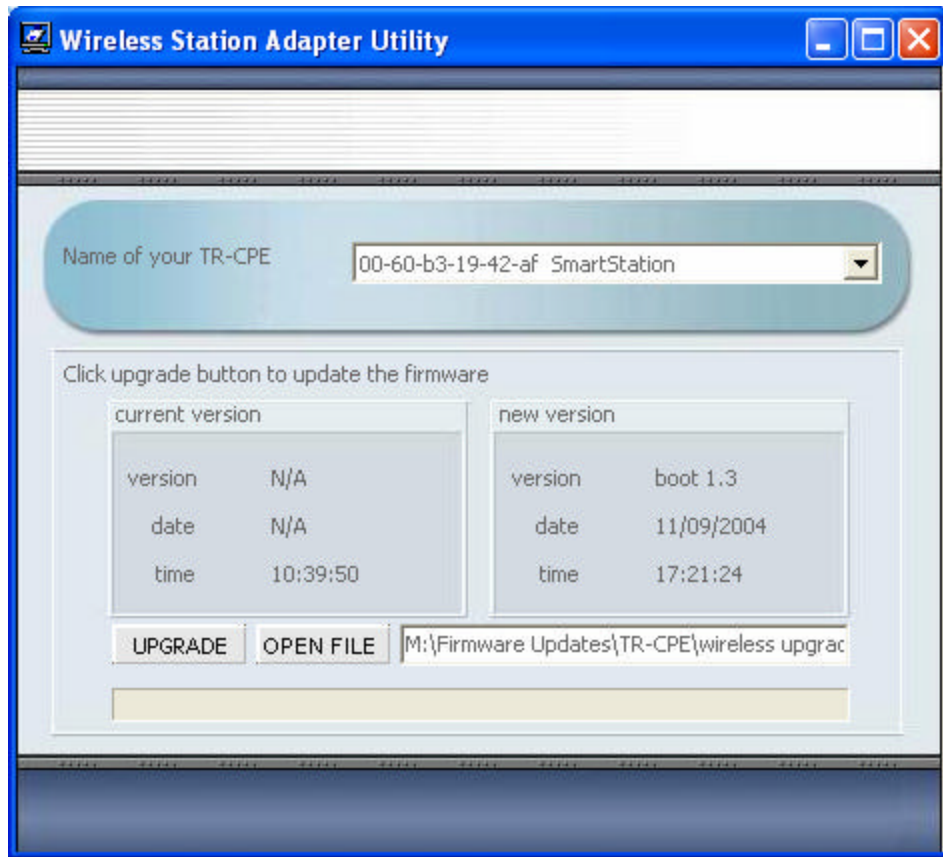 Wireless Station Adapter Utility
Name of your TR-CPE
00-60-b3-19-42-af SmartStation
Click upgrade button to update the firmware
current version
version N/A
date N/A
time 10:39:50
new version
version boot 1.3
date 11/09/2004
time 17:21:24
UPGRADE
OPEN FILE
M:\Firmware Updates\TR-CPE\wireless upgrac